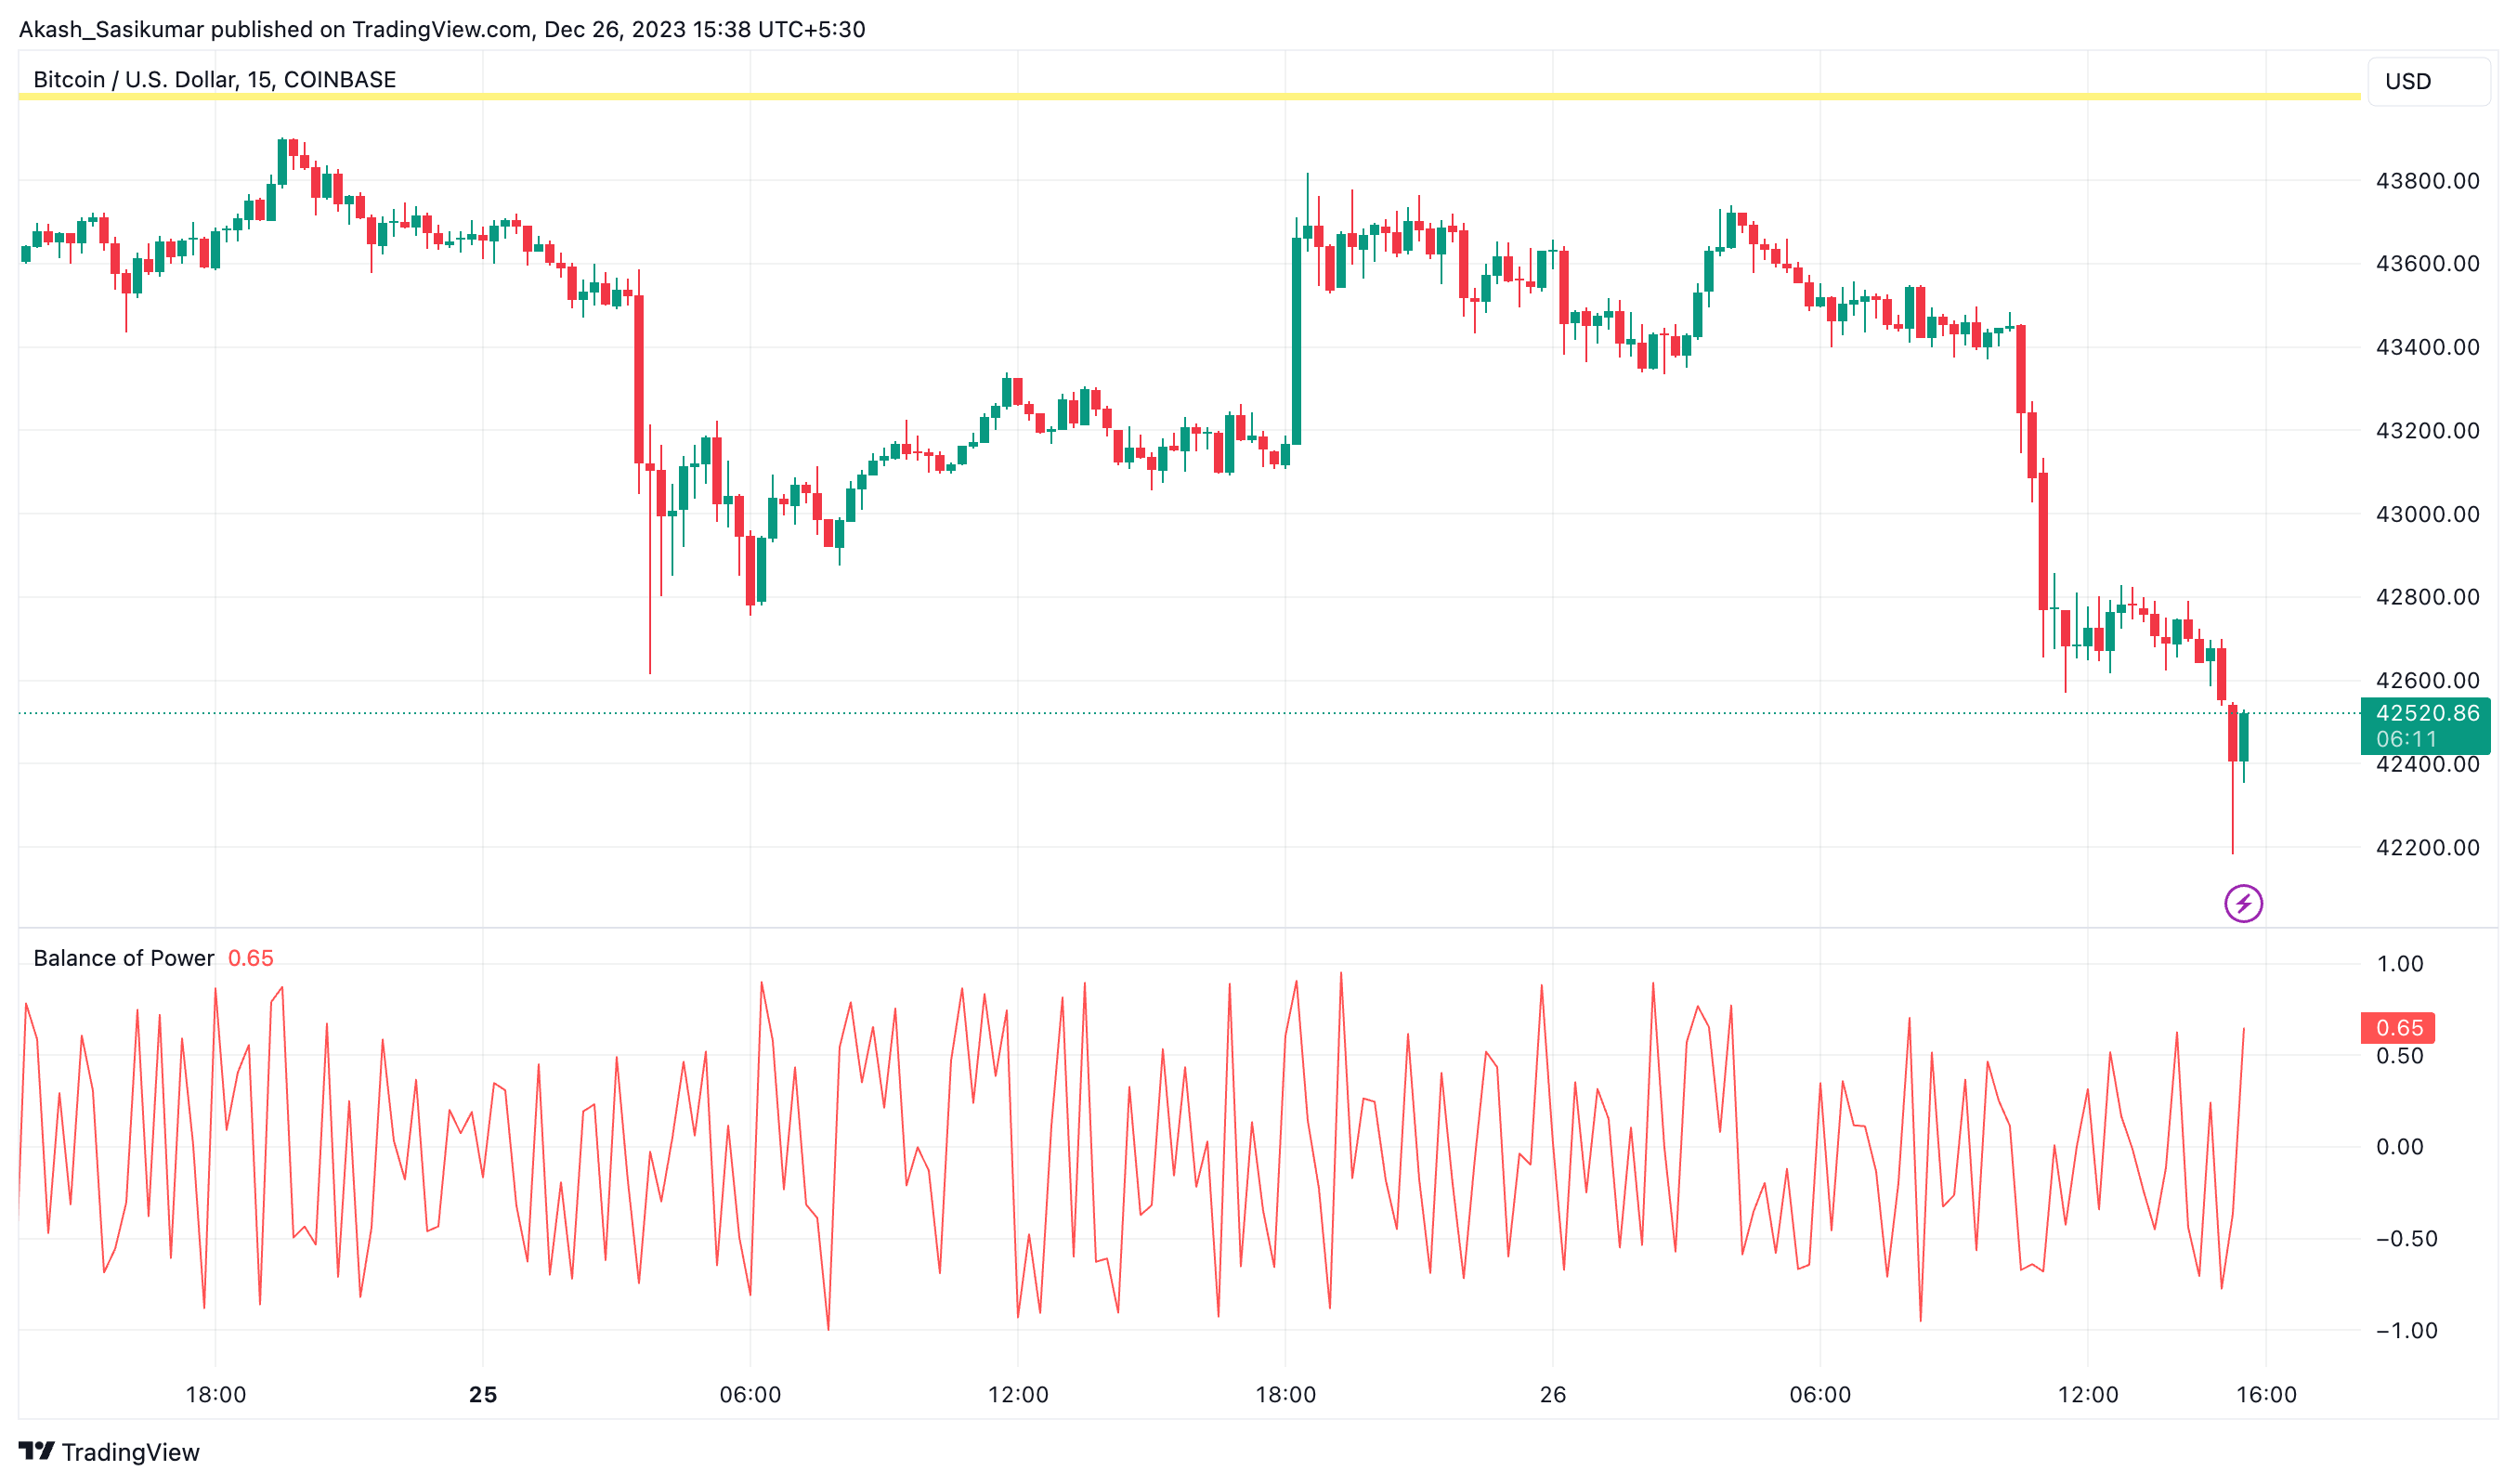 Akash_Sasikumar published on TradingView.com, Dec 26, 2023 15:38 UTC+5:30
Bitcoin / U.S. Dollar, 15, COINBASE
USD
43800.00
43600.00
43400.00
43200.00
43000.00
42800.00
42600.00
42520.86
06:11
42400.00
42200.00
Balance of Power 0.65
1.00
0.65
0.50
0.00
−0.50
−1.00
18:00 25 06:00 12:00 18:00 26 06:00 12:00 16:00
TradingView